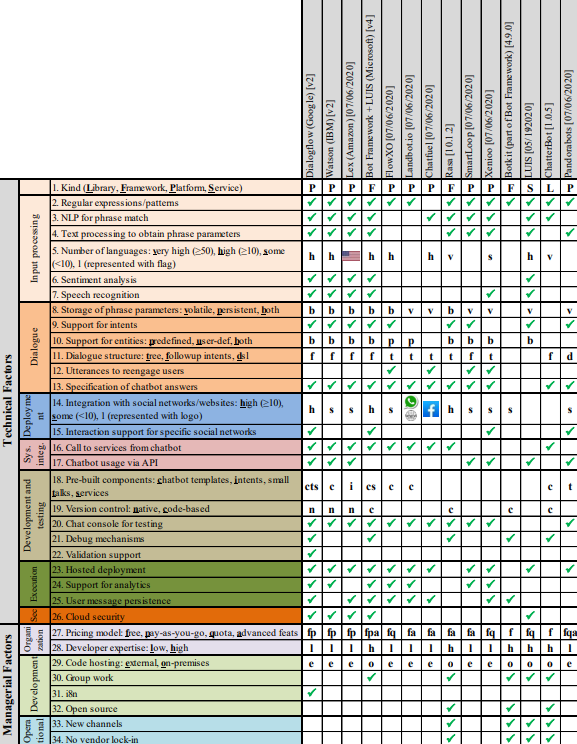 Dialogflow (Google) [v2]
Watson (IBM) [v2]
Lex (Amazon) [07/06/2020]
Bot Framework + LUIS (Microsoft) [v4]
FlowXO [07/06/2020]
Landbot.io [07/06/2020]
Chatfuel [07/06/2020]
Rasa [10.1.2]
SmartLoop [07/06/2020]
Xenioo [07/06/2020]
Botkit (part of Bot Framework) [4.9.0]
LUIS [05/192020]
ChatterBot [1.0.5]
Pandorabots [07/06/2020]
Technical Factors
Input processing
1. Kind (Library, Framework, Platform, Service) P P P F P P P F P P F S L P
2. Regular expressions/patterns
3. NLP for phrase match
4. Text processing to obtain phrase parameters
5. Number of languages: very high (≥50), high (≥10), some
(<10), 1 (represented with flag) h h h h h v s h v
6. Sentiment analysis
7. Speech recognition
Dialogue
8. Storage of phrase parameters: volatile, persistent, both b b b b b v v b v v v v
9. Support for intents
10. Support for entities: predefined, user-def, both b b b b p p b b b b
11. Dialogue structure: tree, followup intents, dsl f f f f t t t f t f d
12. Utterances to reengage users
13. Specification of chatbot answers
Deployme
nt
14. Integration with social networks/websites: high (≥10),
some (<10), 1 (represented with logo) h s s h s h s s s s
15. Interaction support for specific social networks
Sys.
integ.
16. Call to services from chatbot
17. Chatbot usage via API
Development and
testing
18. Pre-built components: chatbot templates, intents, small
talks, services cts c i cs c c c t
19. Version control: native, code-based n n n c c c c
20. Chat console for testing
21. Debug mechanisms
22. Validation support
Execution
23. Hosted deployment
24. Support for analytics
25. User message persistence
Sec
26. Cloud security
Managerial Factors
Organi
zation
27. Pricing model: free, pay-as-you-go, quota, advanced feats fp fp fp fpa fq fa fa fa fa fq f fq f fqa
28. Developer expertise: low, high l l l h l l l h l l h h h l
Development
29. Code hosting: external, on-premises e e e o e e e o e e o o o e
30. Group work
31. i8n
32. Open source
Opera
tional
33. New channels
34. No vendor lock-in